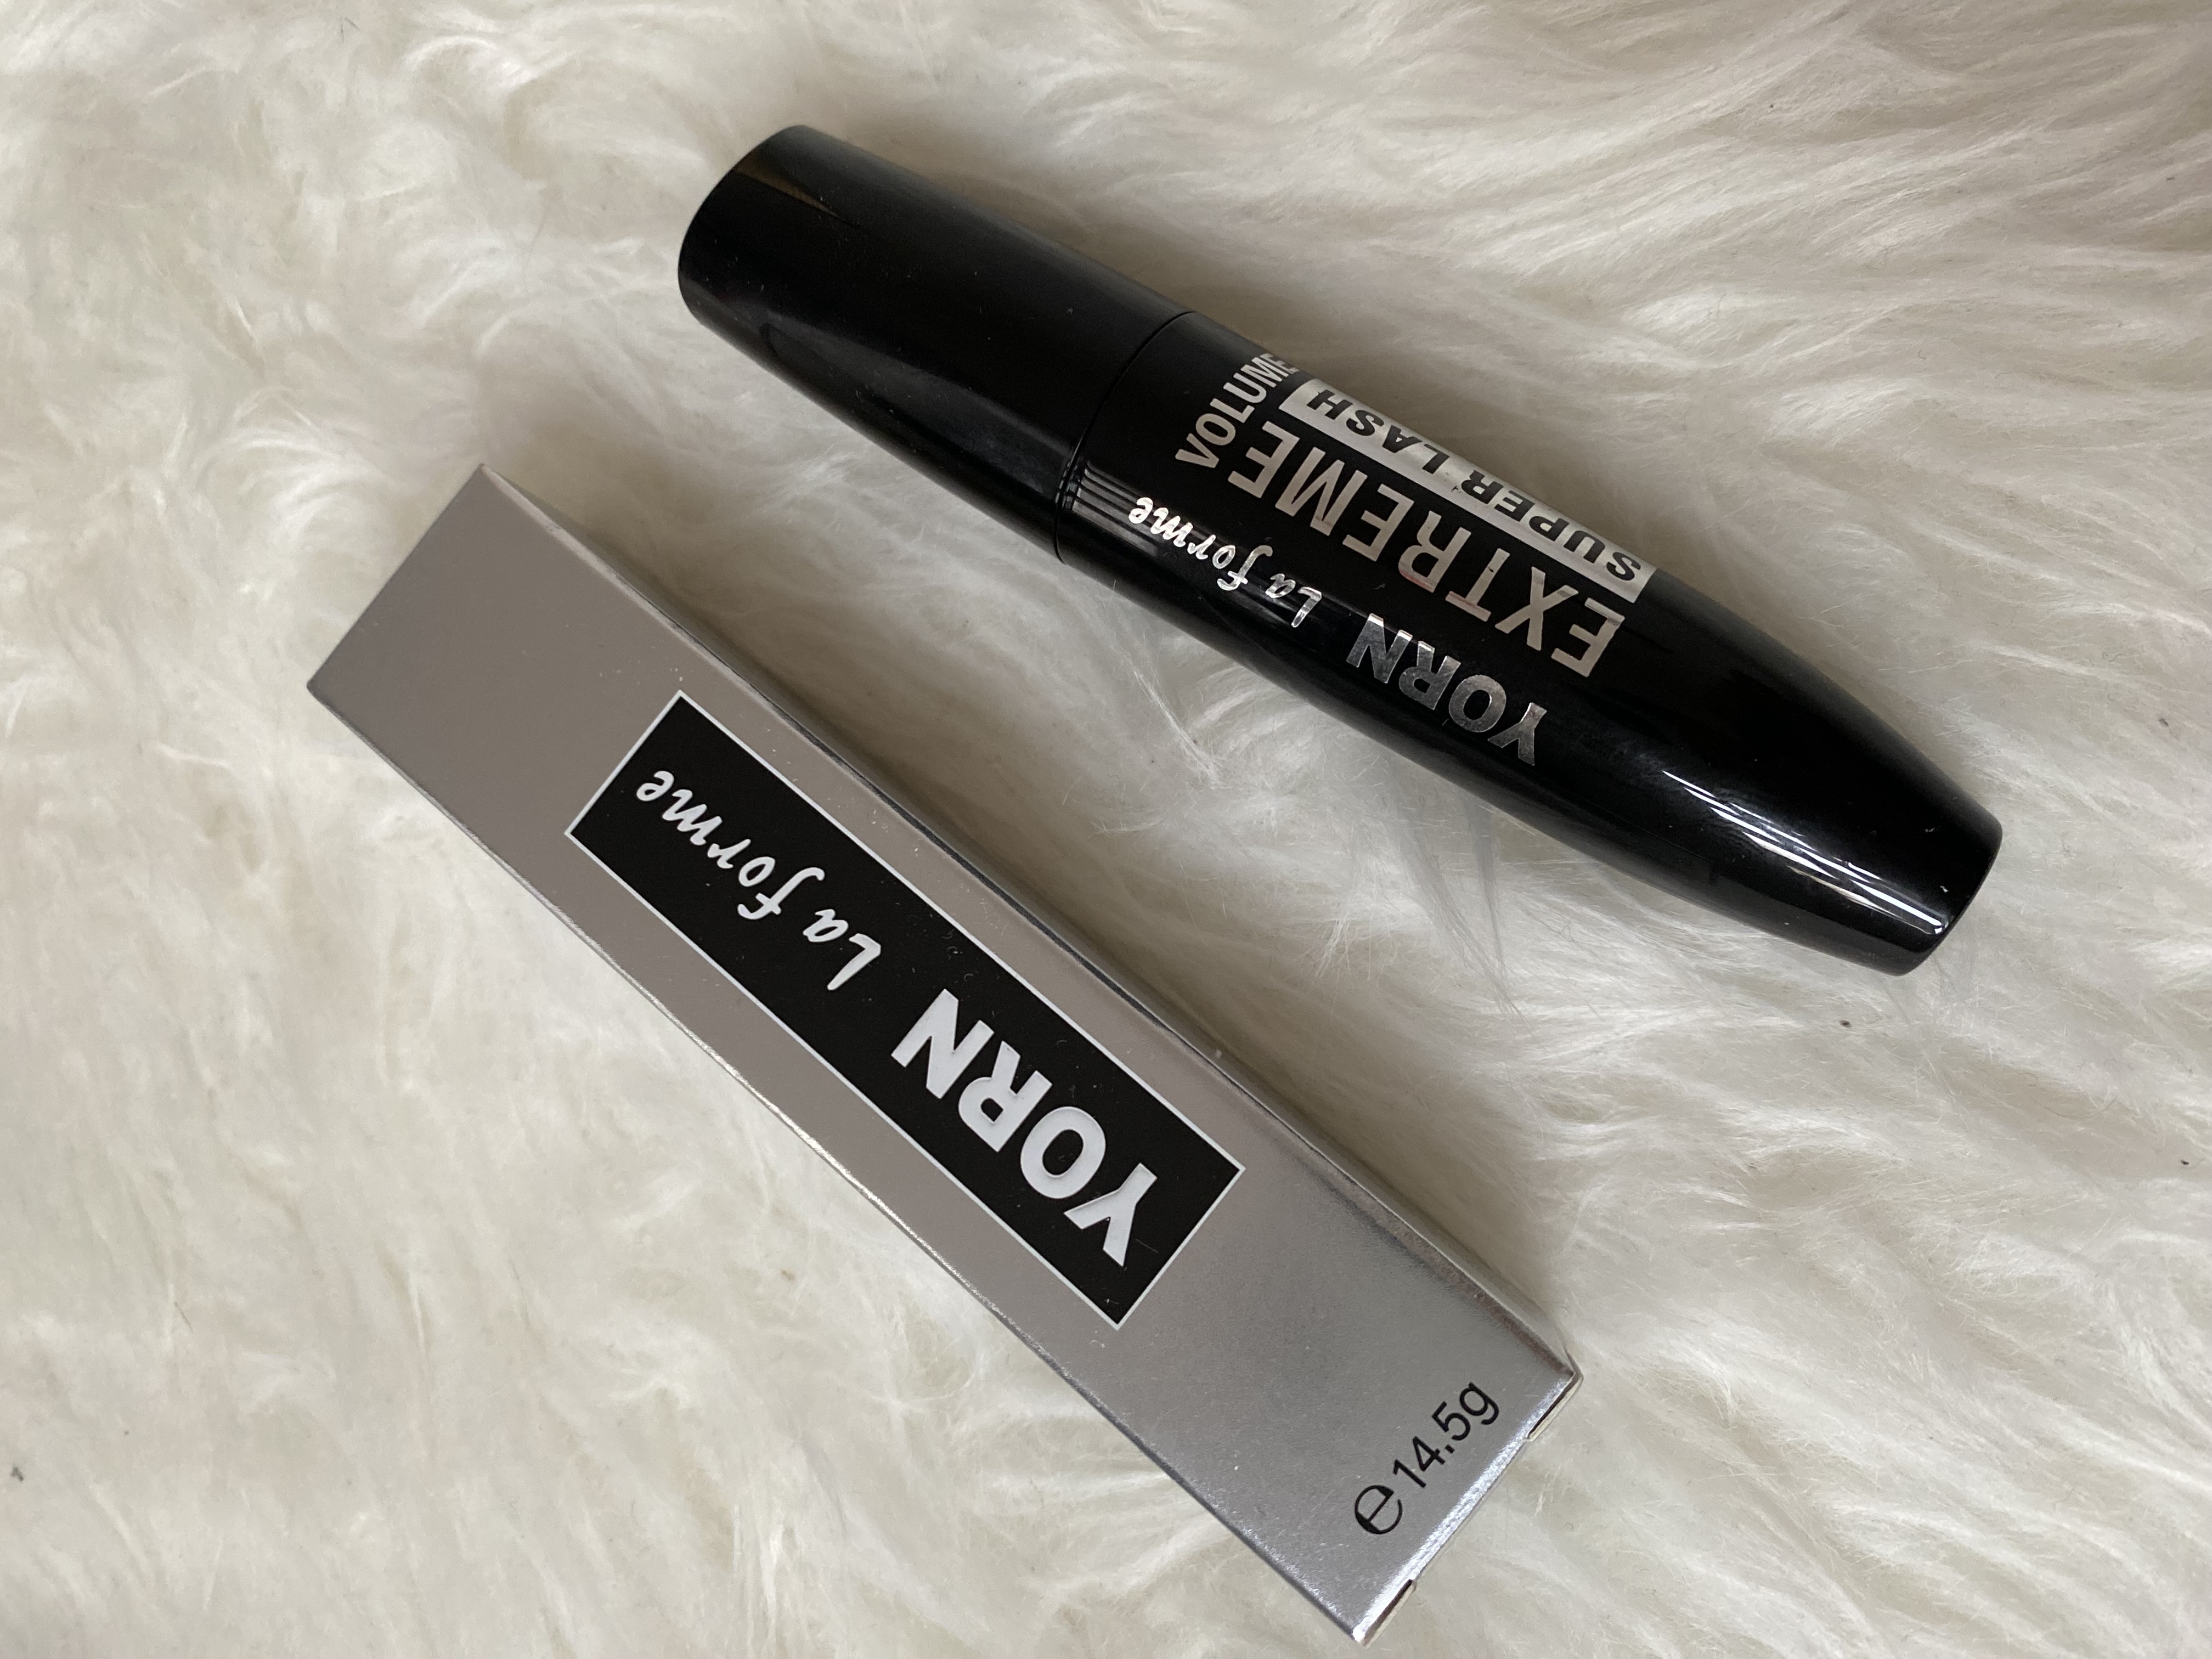 YORN La forme
EXTREME
VOLUME
SUPER LASH
YORN La forme
e 14.5g